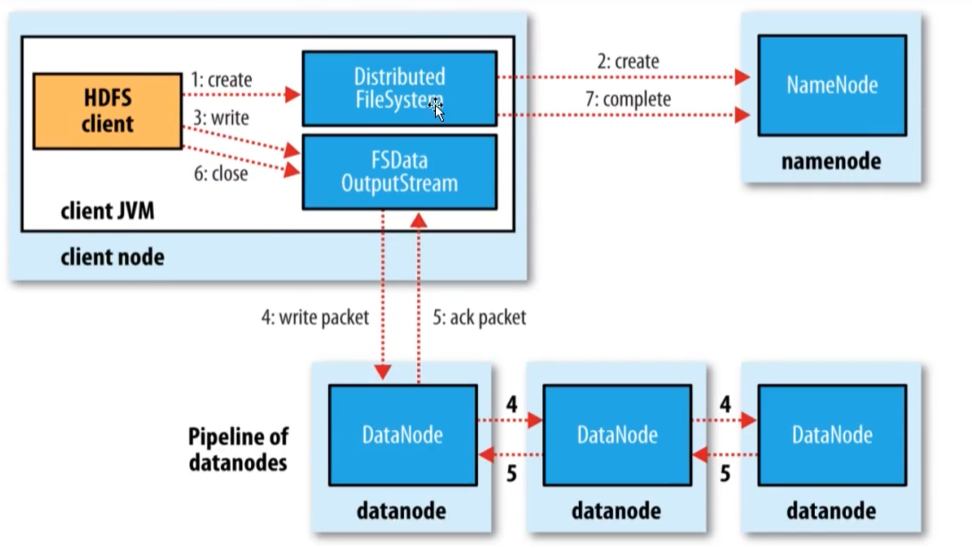 1: create
Distributed
FileSystem
2: create
7: complete
NameNode
namenode
HDFS
client
3: write
6: close
FSData
OutputStream
client JVM
client node
4: write packet
5: ack packet
Pipeline of
datanodes
DataNode
datanode
4
5
DataNode
datanode
4
5
DataNode
datanode